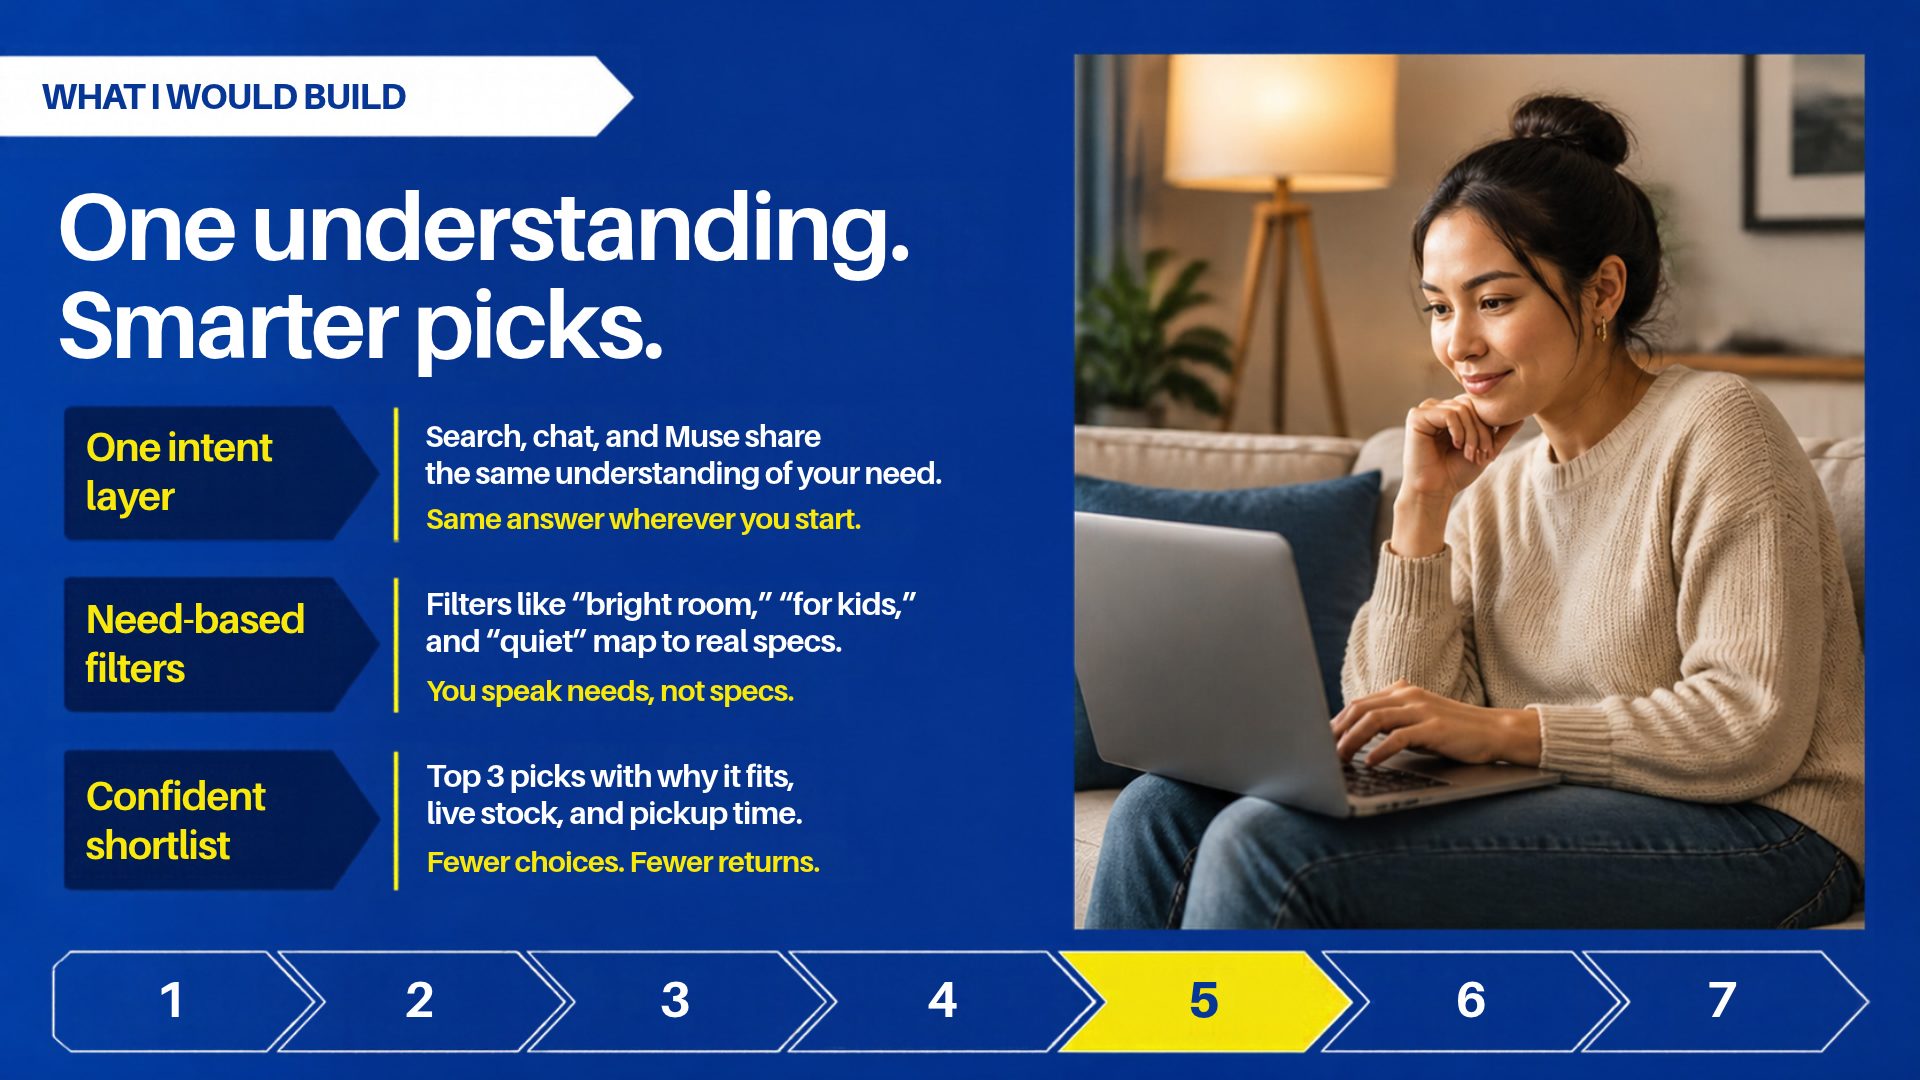 WHAT I WOULD BUILD
One understanding.
Smarter picks.
One intent
layer
Search, chat, and Muse share
the same understanding of your need.
Same answer wherever you start.
Need-based
filters
Filters like “bright room,” “for kids,”
and “quiet” map to real specs.
You speak needs, not specs.
Confident
shortlist
Top 3 picks with why it fits,
live stock, and pickup time.
Fewer choices. Fewer returns.
1
2
3
4
5
6
7